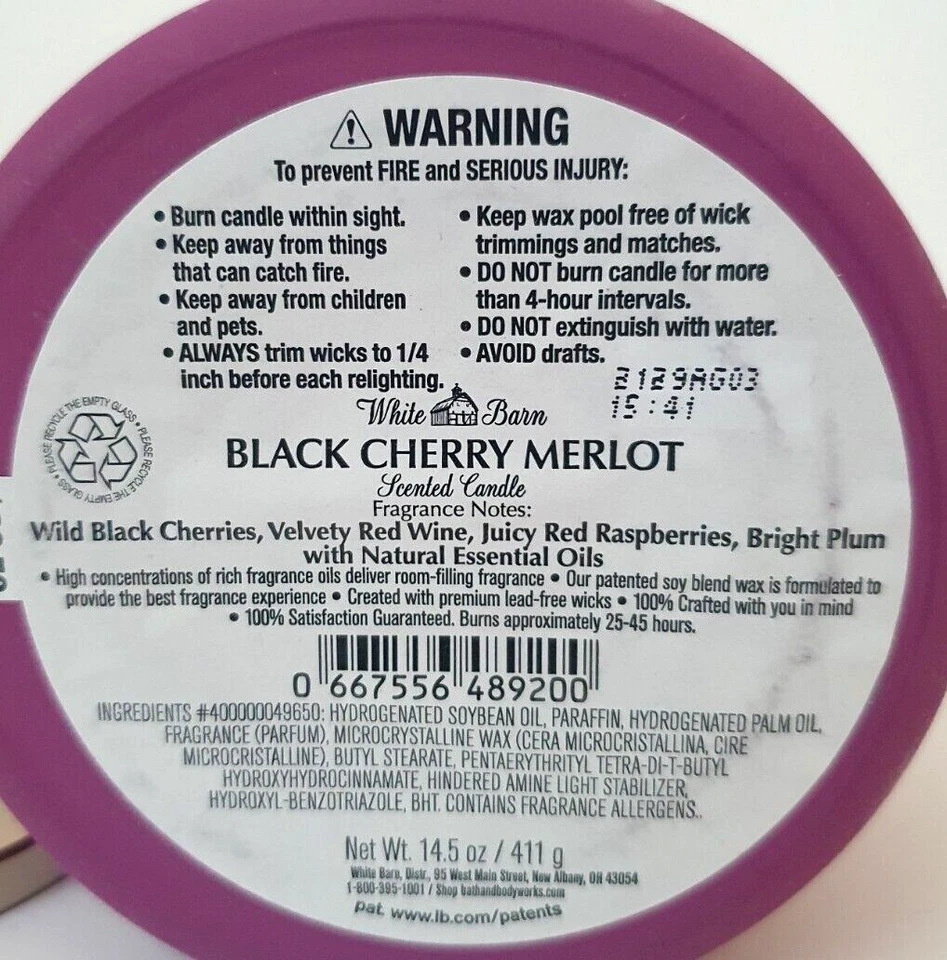 ⚠ WARNING
To prevent FIRE and SERIOUS INJURY:
• Burn candle within sight.
• Keep away from things
that can catch fire.
• Keep away from children
and pets.
• ALWAYS trim wicks to 1/4
inch before each relighting.
• Keep wax pool free of wick
trimmings and matches.
• DO NOT burn candle for more
than 4-hour intervals.
• DO NOT extinguish with water.
• AVOID drafts.
2129AG03
15:41
PLEASE RECYCLE THE EMPTY GLASS • PLEASE RECYCLE THE EMPTY GLASS •
White Barn
BLACK CHERRY MERLOT
Scented Candle
Fragrance Notes:
Wild Black Cherries, Velvety Red Wine, Juicy Red Raspberries, Bright Plum
with Natural Essential Oils
• High concentrations of rich fragrance oils deliver room-filling fragrance • Our patented soy blend wax is formulated to
provide the best fragrance experience • Created with premium lead-free wicks • 100% Crafted with you in mind
• 100% Satisfaction Guaranteed. Burns approximately 25-45 hours.
0 667556 489200
INGREDIENTS #400000049650: HYDROGENATED SOYBEAN OIL, PARAFFIN, HYDROGENATED PALM OIL,
FRAGRANCE (PARFUM), MICROCRYSTALLINE WAX (CERA MICROCRISTALLINA, CIRE
MICROCRISTALLINE), BUTYL STEARATE, PENTAERYTHRITYL TETRA-DI-T-BUTYL
HYDROXYHYDROCINNAMATE, HINDERED AMINE LIGHT STABILIZER,
HYDROXYL-BENZOTRIAZOLE, BHT. CONTAINS FRAGRANCE ALLERGENS..
Net Wt. 14.5 oz / 411 g
White Barn, Distr., 95 West Main Street, New Albany, OH 43054
1-800-395-1001 / Shop bathandbodyworks.com
pat. www.lb.com/patents